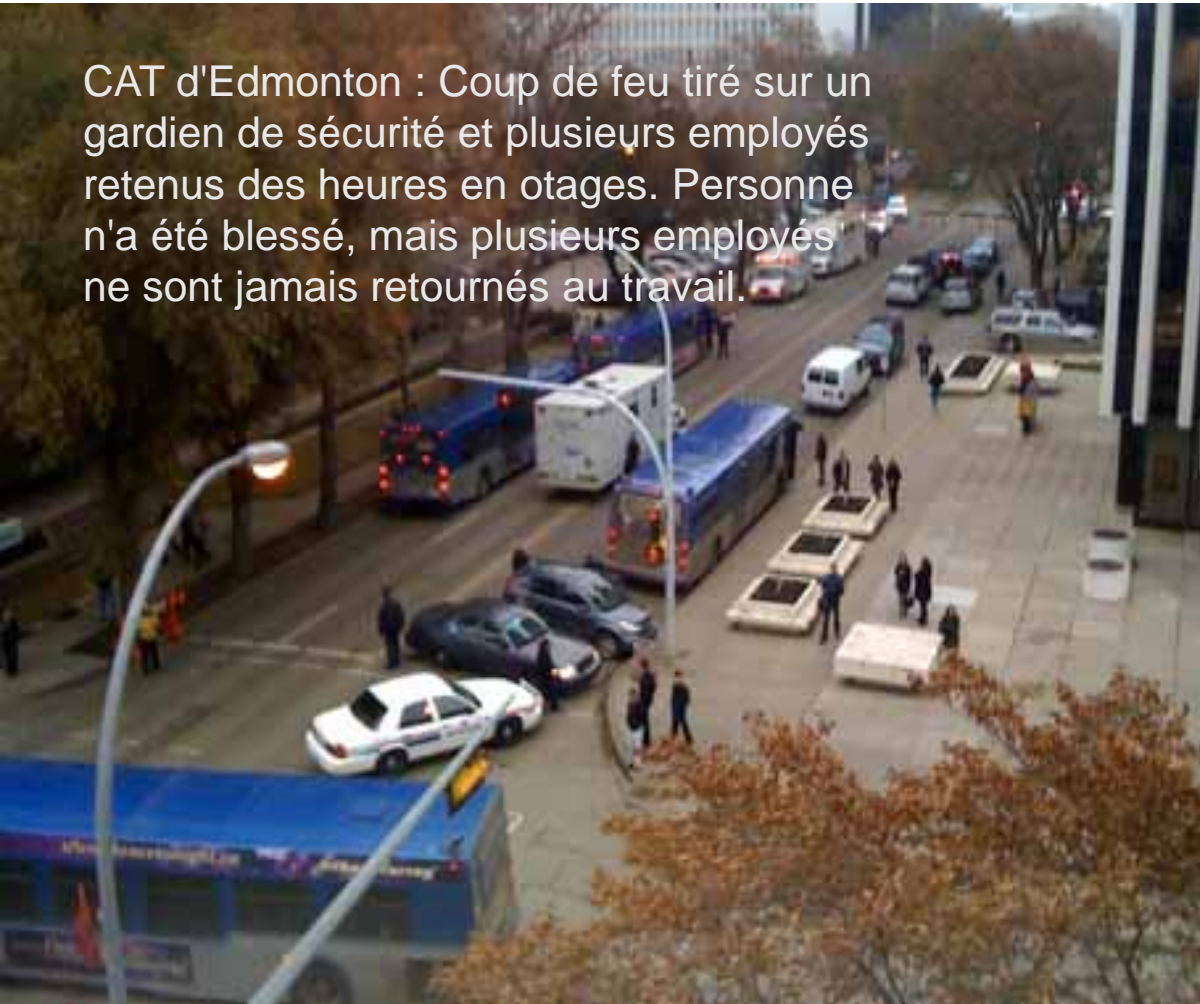 CAT d'Edmonton : Coup de feu tiré sur un
gardien de sécurité et plusieurs employés
retenus des heures en otages. Personne
n'a été blessé, mais plusieurs employés
ne sont jamais retournés au travail.